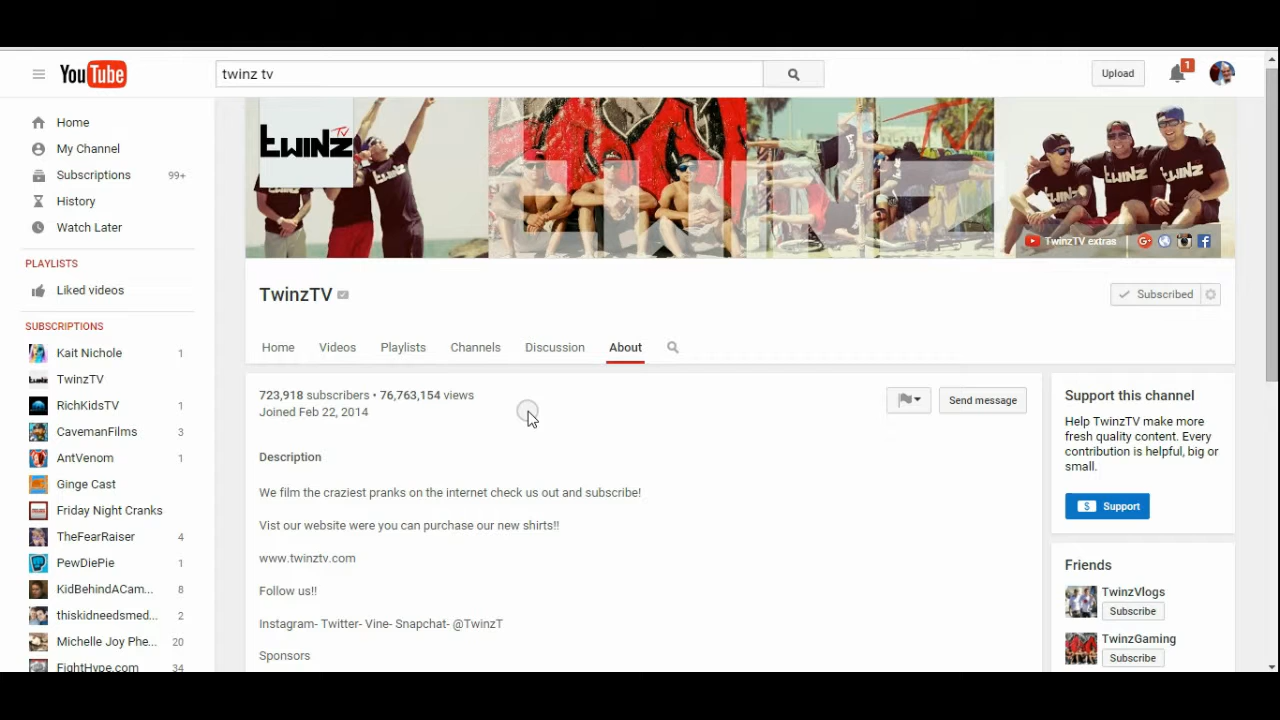 YouTube
twinz tv
Upload
1
Home
My Channel
Subscriptions 99+
History
Watch Later
PLAYLISTS
Liked videos
SUBSCRIPTIONS
Kait Nichole 1
TwinzTV
RichKidsTV 1
CavemanFilms 3
AntVenom 1
Ginge Cast
Friday Night Cranks
TheFearRaiser 4
PewDiePie 1
KidBehindACam... 8
thiskidneedsmed... 2
Michelle Joy Phe... 20
FightHype.com 34
twinz TV
twinz
TWINZ
twinz
twinz
TwinzTV extras
TwinzTV
Subscribed
Home Videos Playlists Channels Discussion About
723,918 subscribers • 76,763,154 views
Joined Feb 22, 2014
Send message
Description
We film the craziest pranks on the internet check us out and subscribe!
Vist our website were you can purchase our new shirts!!
www.twinztv.com
Follow us!!
Instagram- Twitter- Vine- Snapchat- @TwinzT
Sponsors
Support this channel
Help TwinzTV make more
fresh quality content. Every
contribution is helpful, big or
small.
$ Support
Friends
TwinzVlogs
Subscribe
TwinzGaming
Subscribe